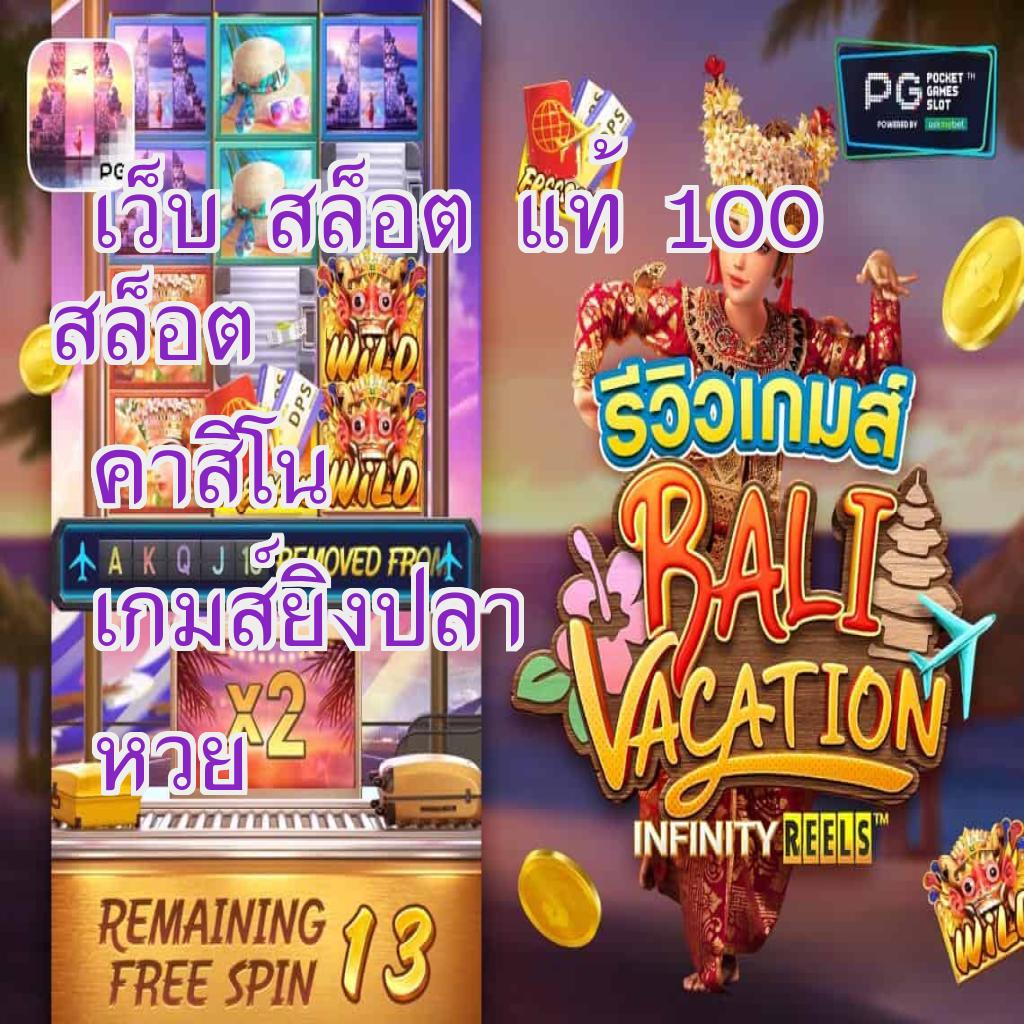 PG POCKET GAMES SLOT™
POWERED BY askmebet
PG
DPS
เว็บ สล็อต แท้ 100
สล็อต
WILD
DPS
รีวิวเกมส์
คาสิโน
WILD
BALI
A K Q J 10 REMOVED FROM
เกมส์ยิงปลา
VACATION
x2
หวย
INFINITY REELS™
WILD
REMAINING
FREE SPIN 13